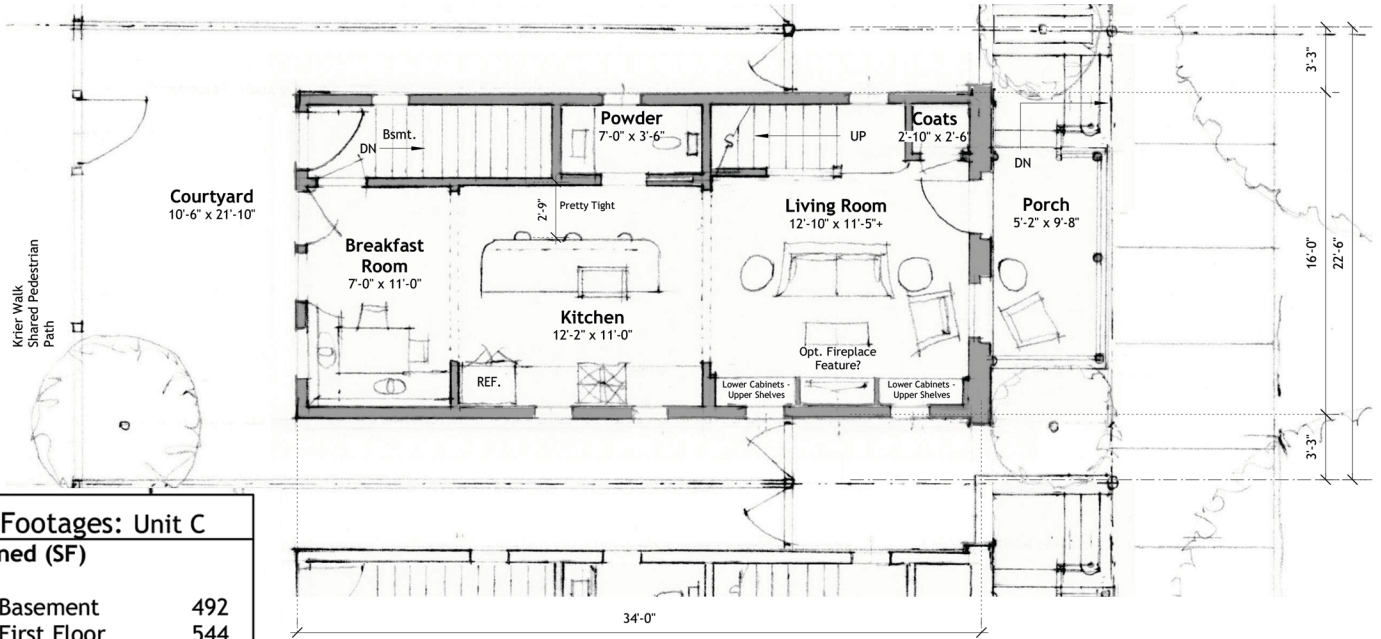 Powder
7'-0" x 3'-6"
Coats
2'-10" x 2'-6"
Bsmt.
DN
UP
DN
3'-3"
Courtyard
10'-6" x 21'-10"
2'-9"
Pretty Tight
Living Room
12'-10" x 11'-5"+
Porch
5'-2" x 9'-8"
Breakfast
Room
7'-0" x 11'-0"
16'-0"
22'-6"
Krier Walk
Shared Pedestrian
Path
Kitchen
12'-2" x 11'-0"
REF.
Opt. Fireplace
Feature?
Lower Cabinets -
Upper Shelves
Lower Cabinets -
Upper Shelves
3'-3"
Footages: Unit C
ned (SF)
Basement 492
First Floor 544
34'-0"